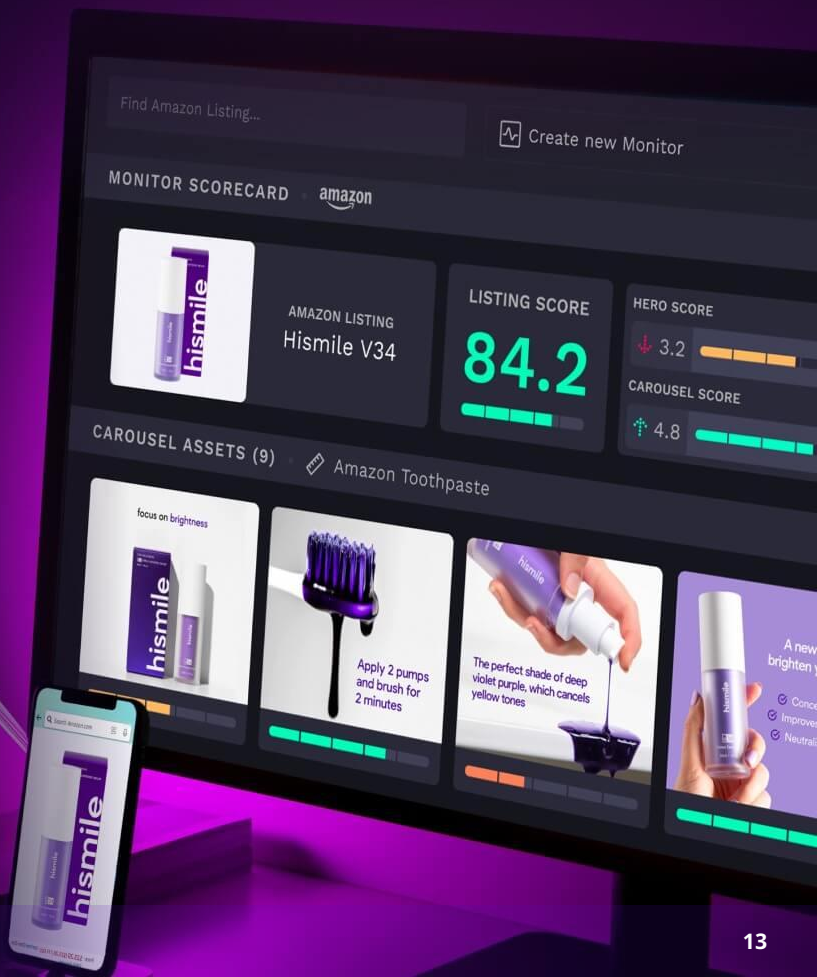 Find Amazon Listing...
Create new Monitor
MONITOR SCORECARD
amazon
hismile
hismile
AMAZON LISTING
Hismile V34
LISTING SCORE
84.2
HERO SCORE
3.2
CAROUSEL SCORE
4.8
CAROUSEL ASSETS (9)
Amazon Toothpaste
focus on brightness
hismile
hismile
Apply 2 pumps
and brush for
2 minutes
hismile
The perfect shade of deep
violet purple, which cancels
yellow tones
hismile
A new
brighten
hismile
hismile
13